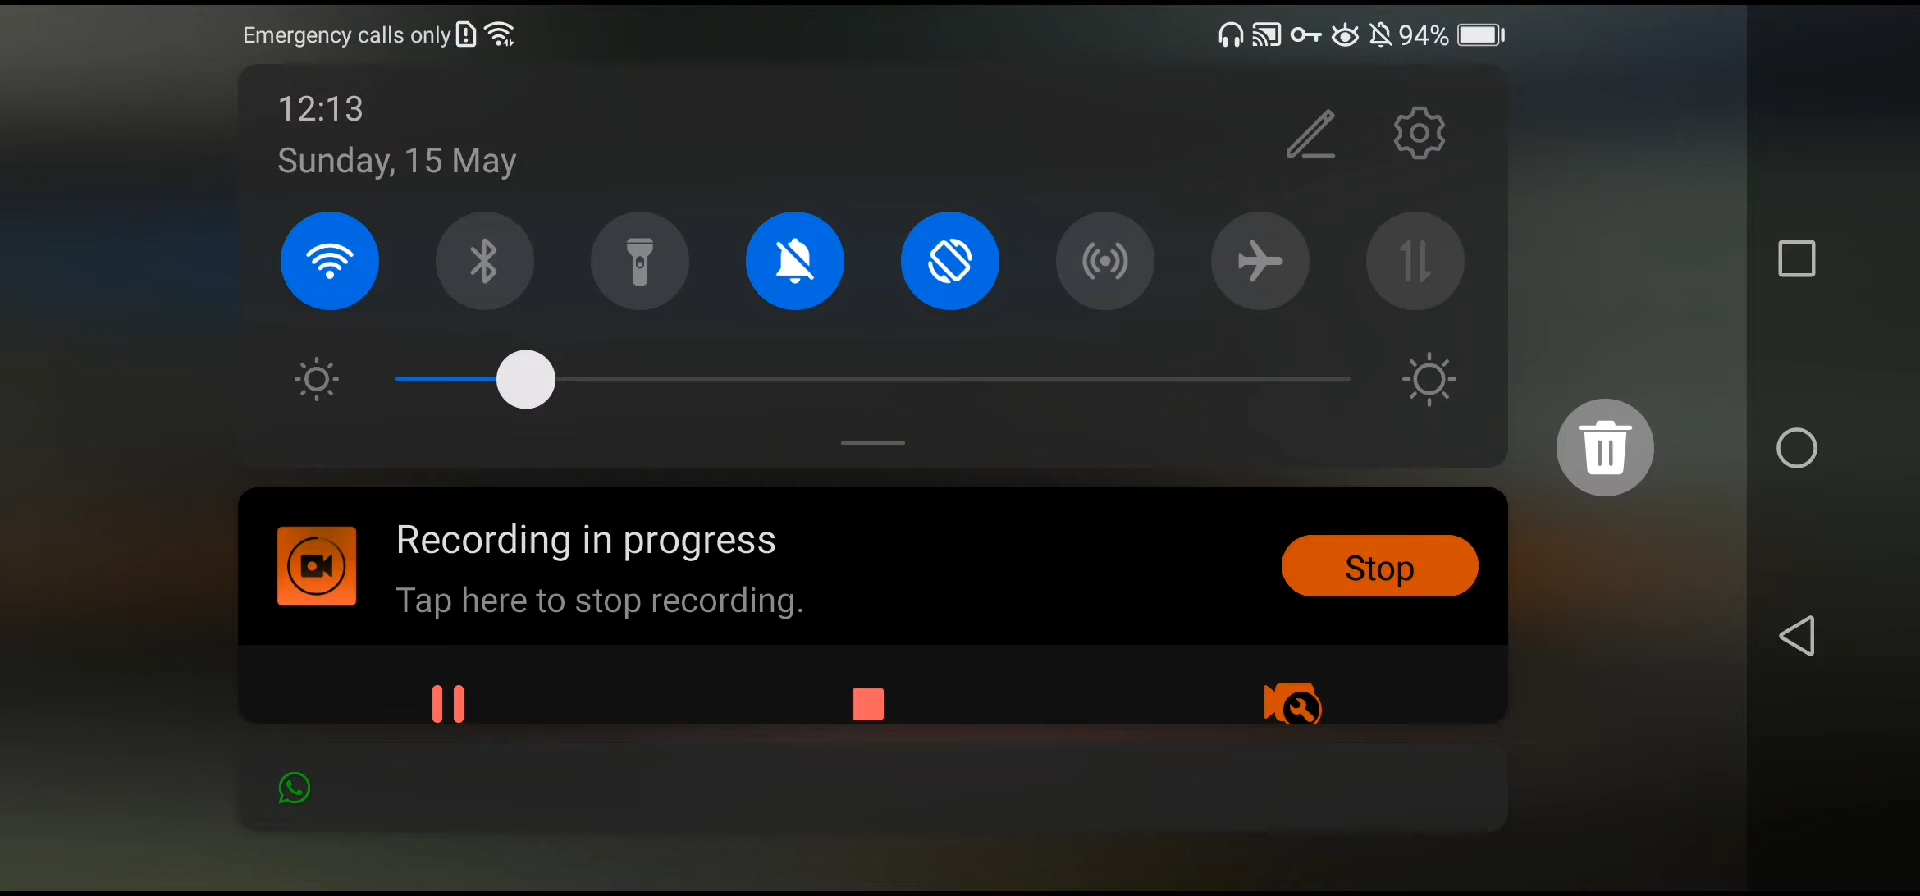 Emergency calls only
94%
12:13
Sunday, 15 May
Recording in progress
Tap here to stop recording.
Stop